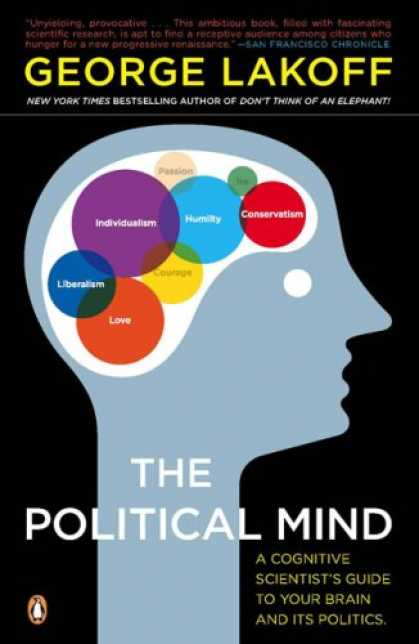 "Unyielding, provocative . . . This ambitious book, filled with fascinating
scientific research, is apt to find a receptive audience among citizens who
hunger for a new progressive renaissance." —SAN FRANCISCO CHRONICLE
GEORGE LAKOFF
NEW YORK TIMES BESTSELLING AUTHOR OF DON'T THINK OF AN ELEPHANT!
Passion
Ire
Individualism
Humilty
Conservatism
Courage
Liberalism
Love
THE
POLITICAL MIND
A COGNITIVE
SCIENTIST'S GUIDE
TO YOUR BRAIN
AND ITS POLITICS.